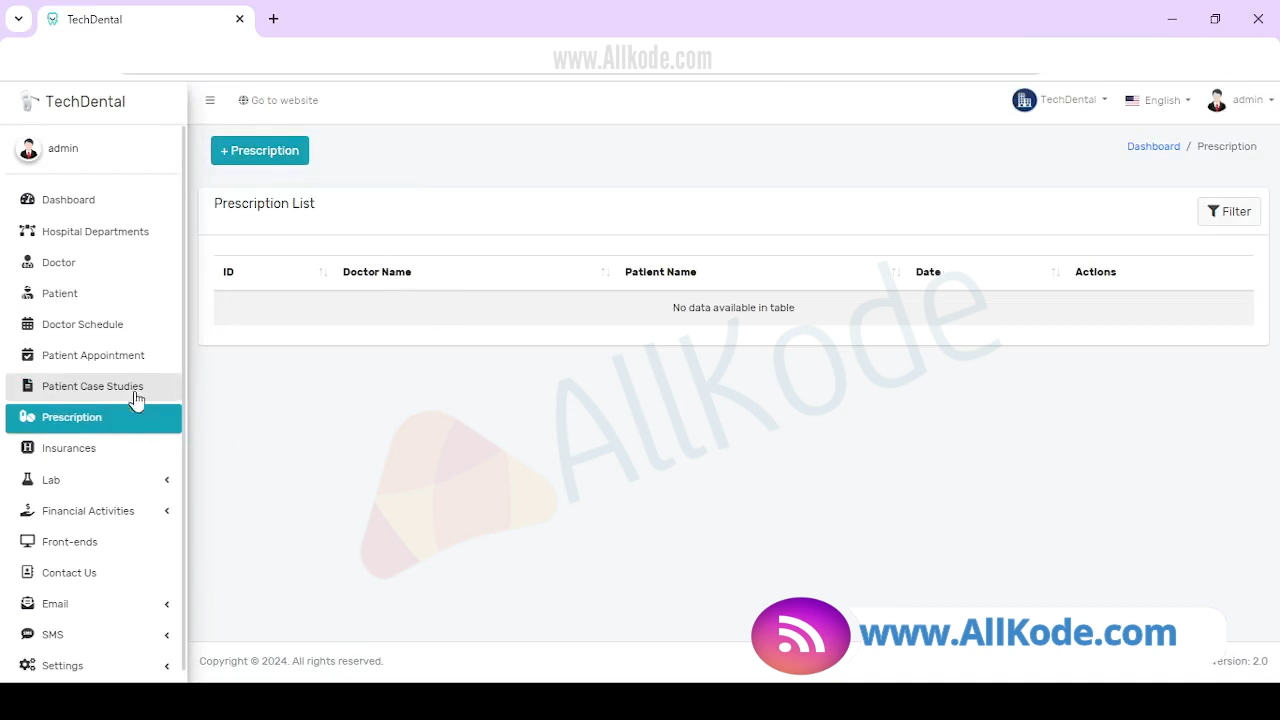 TechDental
www.Allkode.com
TechDental
Go to website
TechDental
English
admin
admin
+ Prescription
Dashboard / Prescription
Dashboard
Hospital Departments
Doctor
Patient
Doctor Schedule
Patient Appointment
Patient Case Studies
Prescription
Insurances
Lab
Financial Activities
Front-ends
Contact Us
Email
SMS
Settings
Prescription List
Filter
ID Doctor Name Patient Name Date Actions
No data available in table
AllKode
www.AllKode.com
Copyright © 2024. All rights reserved.
Version: 2.0